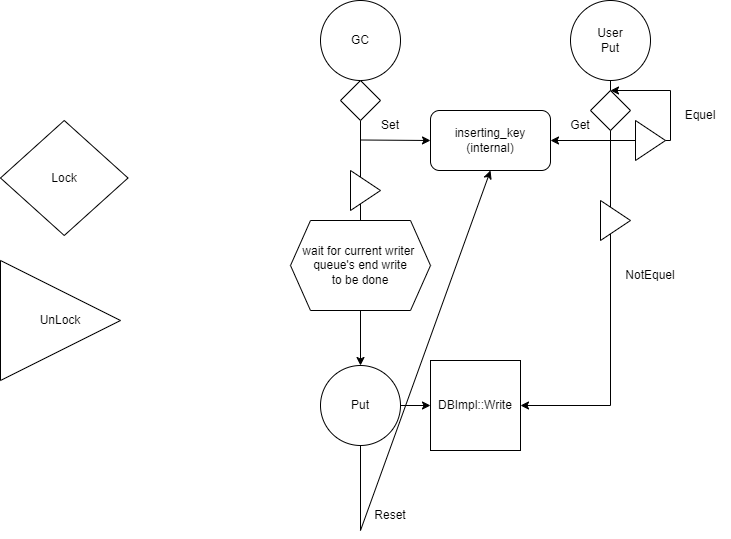 GC
User
Put
Set
inserting_key
(internal)
Get
Equel
Lock
wait for current writer
queue's end write
to be done
NotEquel
UnLock
Put
DBImpl::Write
Reset